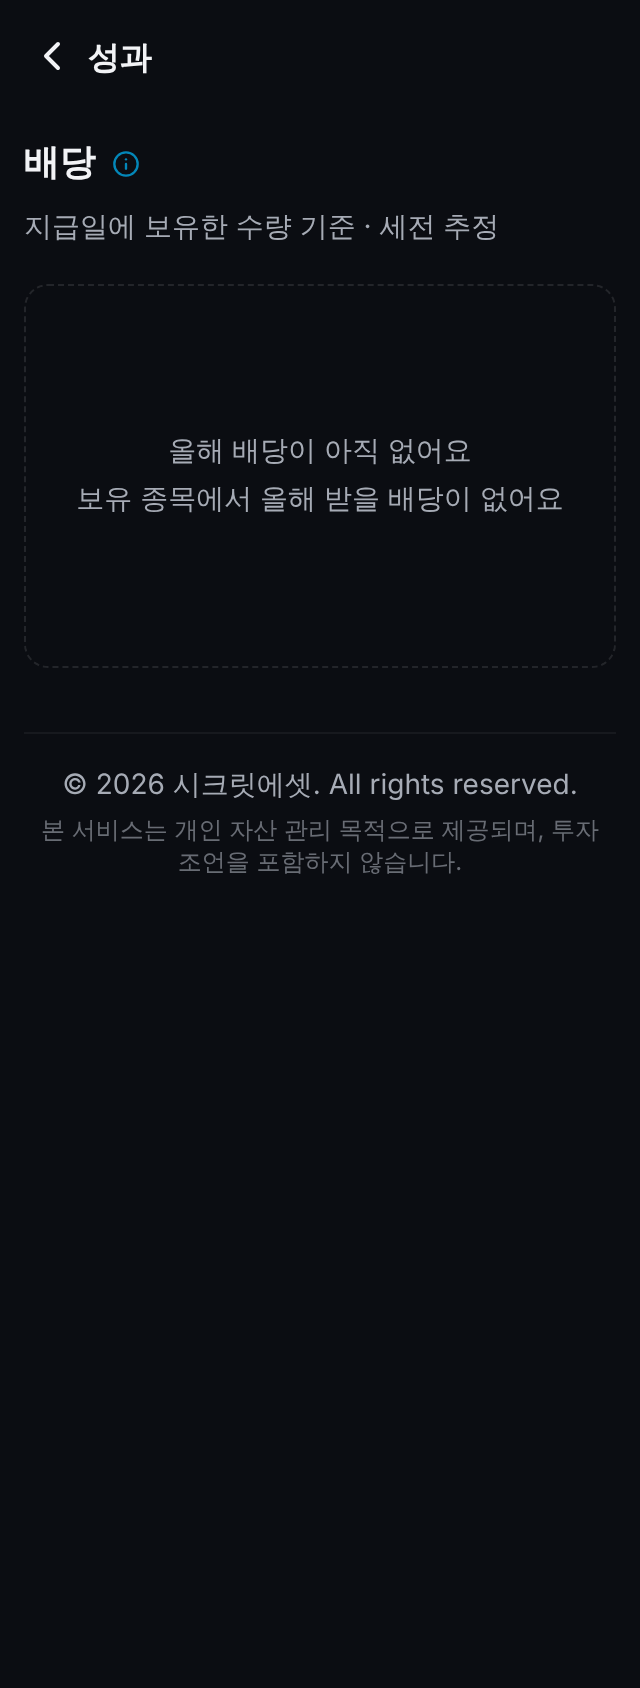 성과
배당
지급일에 보유한 수량 기준 · 세전 추정
올해 배당이 아직 없어요
보유 종목에서 올해 받을 배당이 없어요
© 2026 시크릿에셋. All rights reserved.
본 서비스는 개인 자산 관리 목적으로 제공되며, 투자
조언을 포함하지 않습니다.